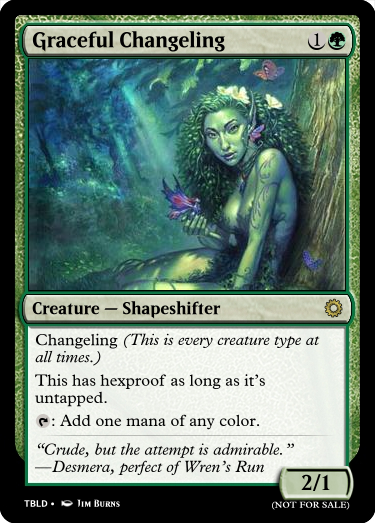 Graceful Changeling 1
Creature — Shapeshifter
Changeling (This is every creature type at
all times.)
This has hexproof as long as it's
untapped.
: Add one mana of any color.
"Crude, but the attempt is admirable."
—Desmera, perfect of Wren's Run
2/1
TBLD • Jim Burns
(NOT FOR SALE)